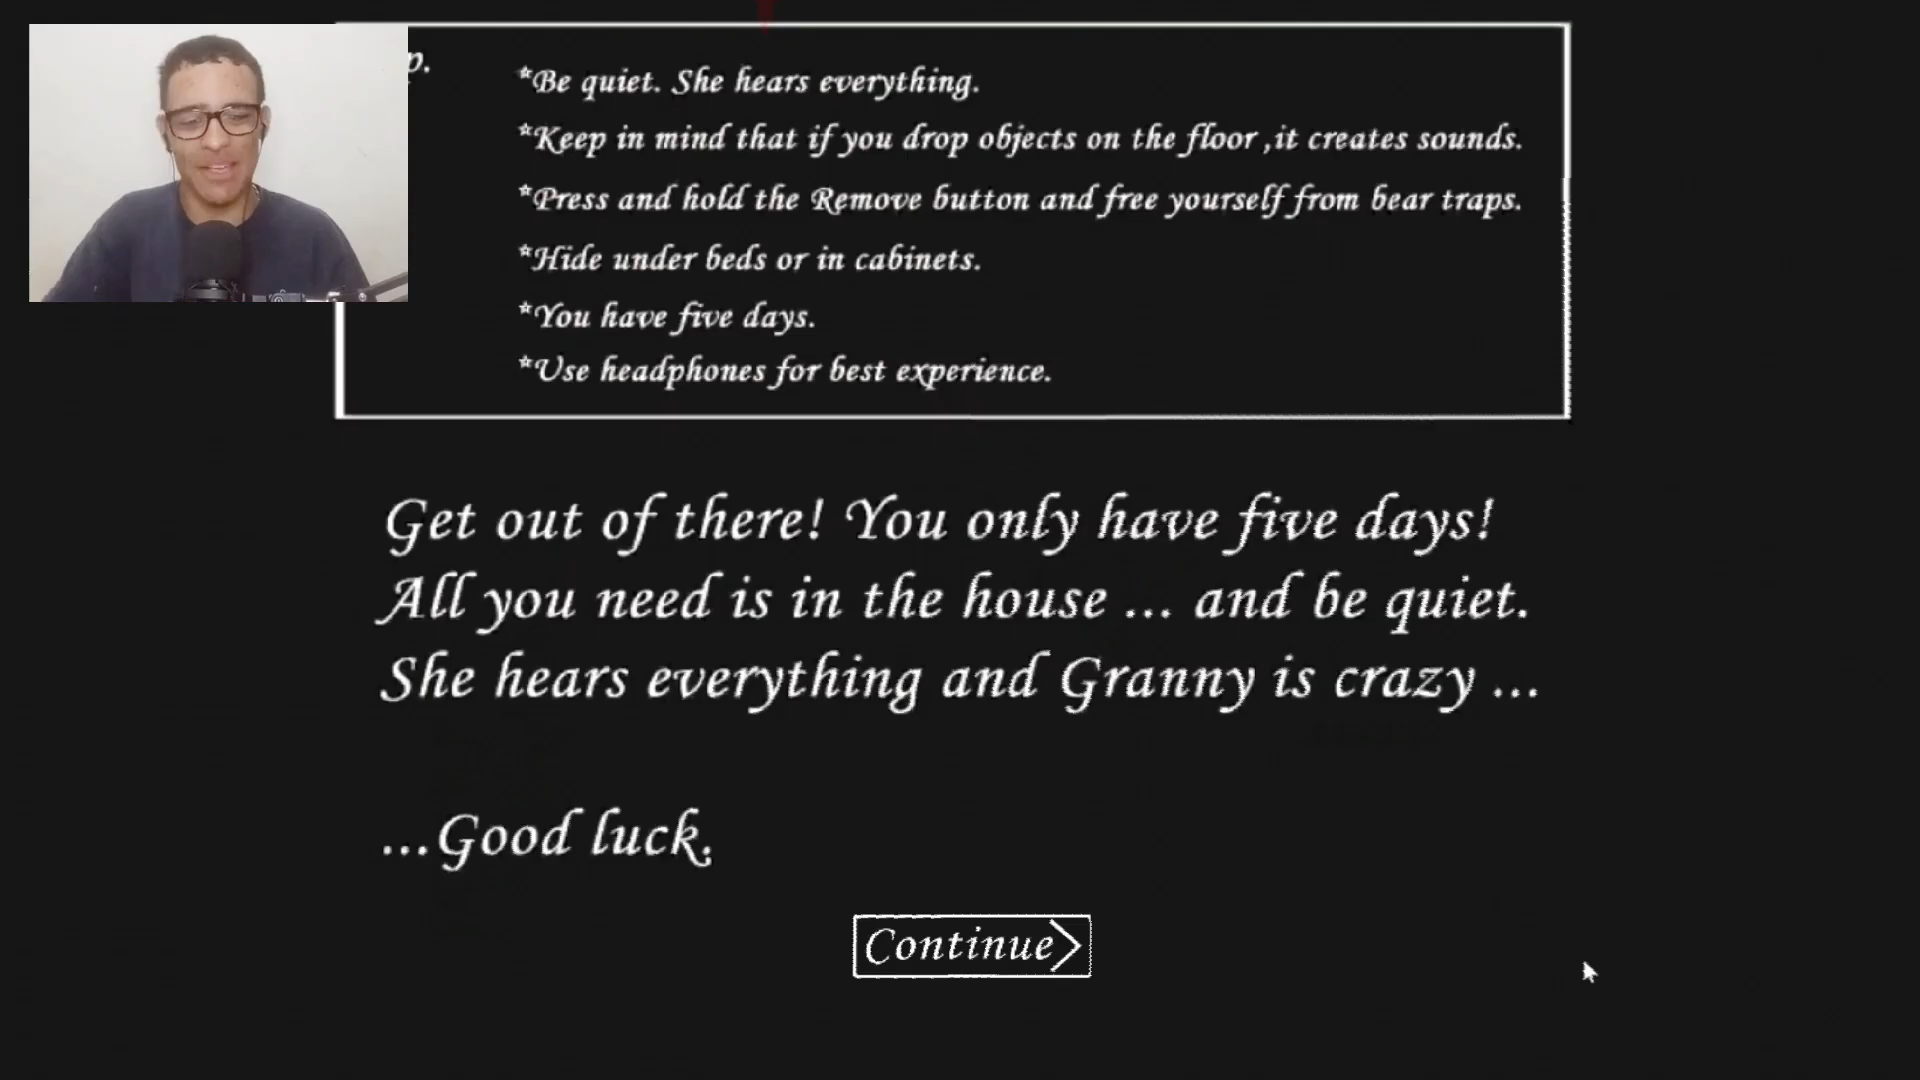 p.
*Be quiet. She hears everything.
*Keep in mind that if you drop objects on the floor ,it creates sounds.
*Press and hold the Remove button and free yourself from bear traps.
*Hide under beds or in cabinets.
*You have five days.
*Use headphones for best experience.
Get out of there! You only have five days!
All you need is in the house ... and be quiet.
She hears everything and Granny is crazy ...
...Good luck.
Continue>